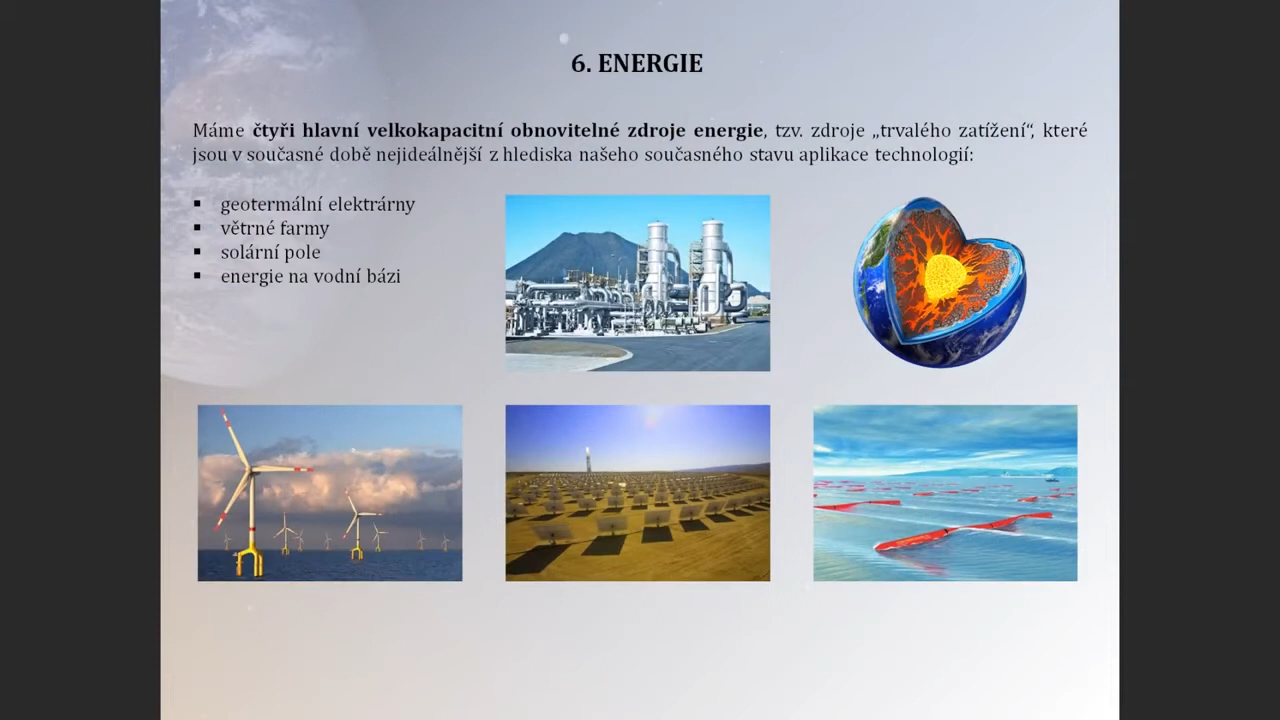 6. ENERGIE
Máme čtyři hlavní velkokapacitní obnovitelné zdroje energie, tzv. zdroje „trvalého zatížení“, které
jsou v současné době nejideálnější z hlediska našeho současného stavu aplikace technologií:
▪ geotermální elektrárny
▪ větrné farmy
▪ solární pole
▪ energie na vodní bázi